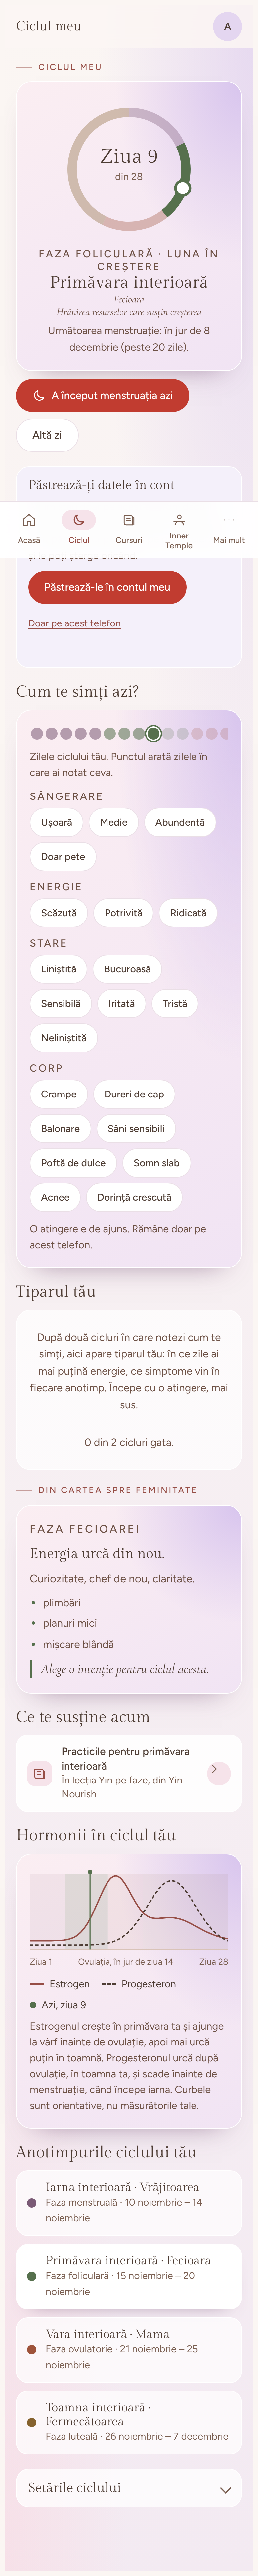 Ciclul meu
A
CICLUL MEU
Ziua 9
din 28
FAZA FOLICULARĂ · LUNA ÎN
CREȘTERE
Primăvara interioară
Fecioara
Hrănirea resurselor care susțin creșterea
Următoarea menstruație: în jur de 8
decembrie (peste 20 zile).
A început menstruația azi
Altă zi
Păstrează-ți datele în cont
Acasă
Ciclul
Cursuri
Inner
Temple
Mai mult
Păstrează-le în contul meu
Doar pe acest telefon
Cum te simți azi?
Zilele ciclului tău. Punctul arată zilele în
care ai notat ceva.
SÂNGERARE
Ușoară
Medie
Abundentă
Doar pete
ENERGIE
Scăzută
Potrivită
Ridicată
STARE
Liniștită
Bucuroasă
Sensibilă
Iritată
Tristă
Neliniștită
CORP
Crampe
Dureri de cap
Balonare
Sâni sensibili
Poftă de dulce
Somn slab
Acnee
Dorință crescută
O atingere e de ajuns. Rămâne doar pe
acest telefon.
Tiparul tău
După două cicluri în care notezi cum te
simți, aici apare tiparul tău: în ce zile ai
mai puțină energie, ce simptome vin în
fiecare anotimp. Începe cu o atingere, mai
sus.
0 din 2 cicluri gata.
DIN CARTEA SPRE FEMINITATE
FAZA FECIOAREI
Energia urcă din nou.
Curiozitate, chef de nou, claritate.
plimbări
planuri mici
mișcare blândă
Alege o intenție pentru ciclul acesta.
Ce te susține acum
Practicile pentru primăvara
interioară
În lecția Yin pe faze, din Yin
Nourish
Hormonii în ciclul tău
Ziua 1
Ovulația, în jur de ziua 14
Ziua 28
Estrogen
Progesteron
Azi, ziua 9
Estrogenul crește în primăvara ta și ajunge
la vârf înainte de ovulație, apoi mai urcă
puțin în toamnă. Progesteronul urcă după
ovulație, în toamna ta, și scade înainte de
menstruație, când începe iarna. Curbele
sunt orientative, nu măsurătorile tale.
Anotimpurile ciclului tău
Iarna interioară · Vrăjitoarea
Faza menstruală · 10 noiembrie – 14
noiembrie
Primăvara interioară · Fecioara
Faza foliculară · 15 noiembrie – 20
noiembrie
Vara interioară · Mama
Faza ovulatorie · 21 noiembrie – 25
noiembrie
Toamna interioară ·
Fermecătoarea
Faza luteală · 26 noiembrie – 7 decembrie
Setările ciclului